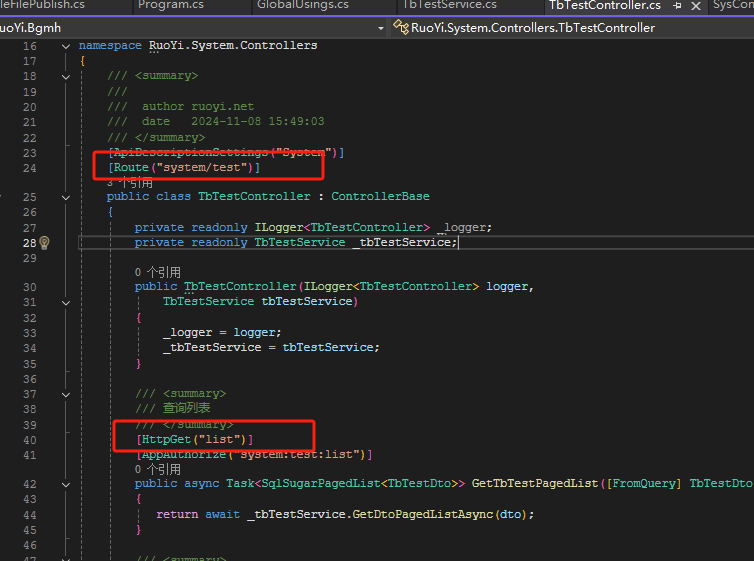 leFilePublish.cs Program.cs GlobalUsings.cs TbTestService.cs TbTestController.cs SysCon
uoYi.Bgmh RuoYi.System.Controllers.TbTestController
16 namespace RuoYi.System.Controllers
17 {
18 /// <summary>
19 ///
20 /// author ruoyi.net
21 /// date 2024-11-08 15:49:03
22 /// </summary>
23 [ApiDescriptionSettings("System")]
24 [Route("system/test")]
3 个引用
25 public class TbTestController : ControllerBase
26 {
27 private readonly ILogger<TbTestController> _logger;
28 private readonly TbTestService _tbTestService;
29
0 个引用
30 public TbTestController(ILogger<TbTestController> logger,
31 TbTestService tbTestService)
32 {
33 _logger = logger;
34 _tbTestService = tbTestService;
35 }
36
37 /// <summary>
38 /// 查询列表
39 /// </summary>
40 [HttpGet("list")]
41 [AppAuthorize("system:test:list")]
0 个引用
42 public async Task<SqlSugarPagedList<TbTestDto>> GetTbTestPagedList([FromQuery] TbTestDto
43 {
44 return await _tbTestService.GetDtoPagedListAsync(dto);
45 }
46
47 /// <summary>